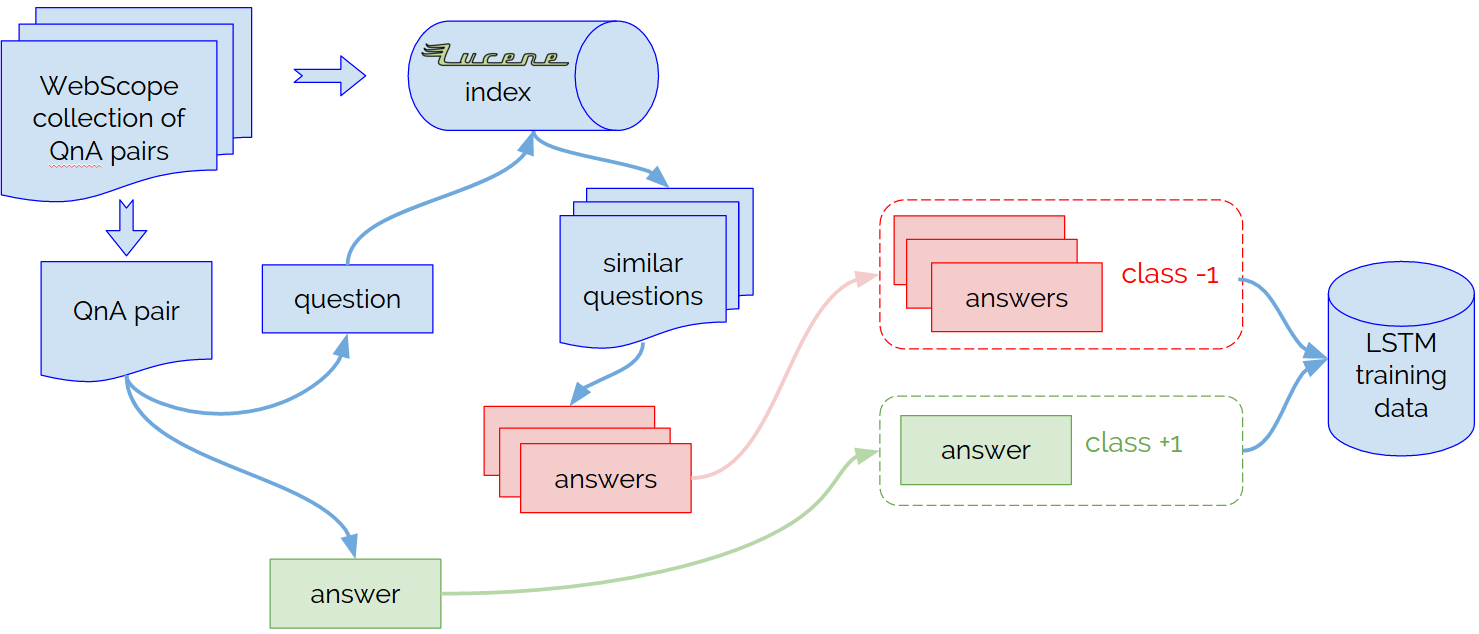 WebScope
collection of
QnA pairs
Lucene
index
QnA pair
question
similar
questions
answers
answer
answers
class -1
answer
class +1
LSTM
training
data